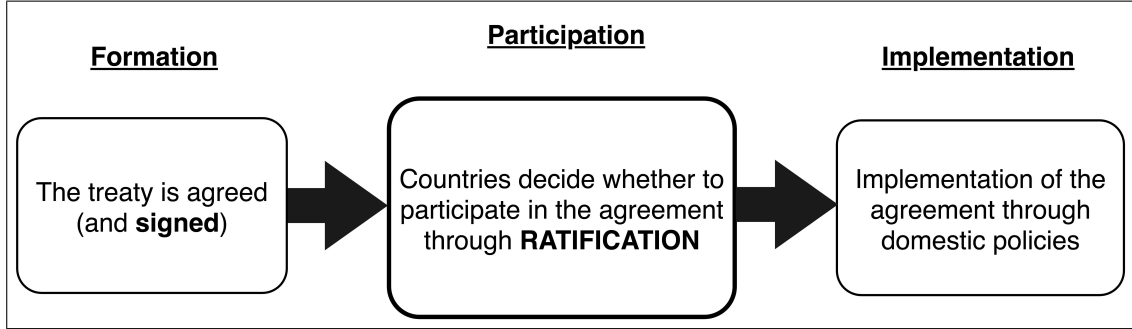 Formation
Participation
Implementation
The treaty is agreed
(and signed)
Countries decide whether to
participate in the agreement
through RATIFICATION
Implementation of the
agreement through
domestic policies